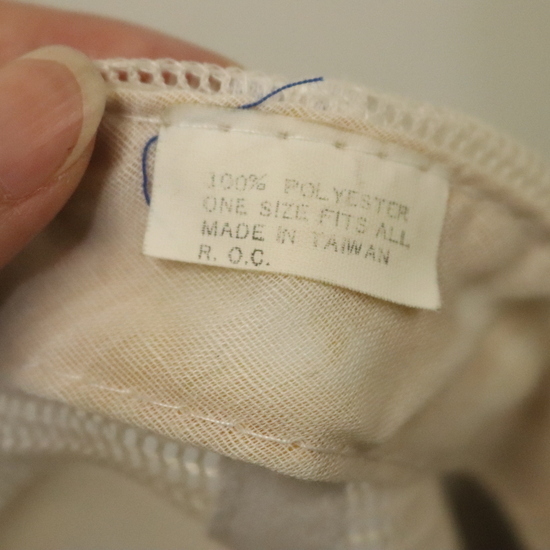 100% POLYESTER
ONE SIZE FITS ALL
MADE IN TAIWAN
R. O.C.